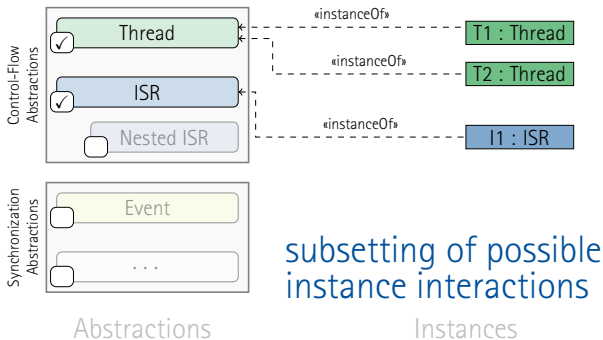 Control-Flow
Abstractions
Thread
ISR
Nested ISR
«instanceOf»
«instanceOf»
«instanceOf»
T1 : Thread
T2 : Thread
I1 : ISR
Synchronization
Abstractions
Event
. . .
subsetting of possible
instance interactions
Abstractions
Instances